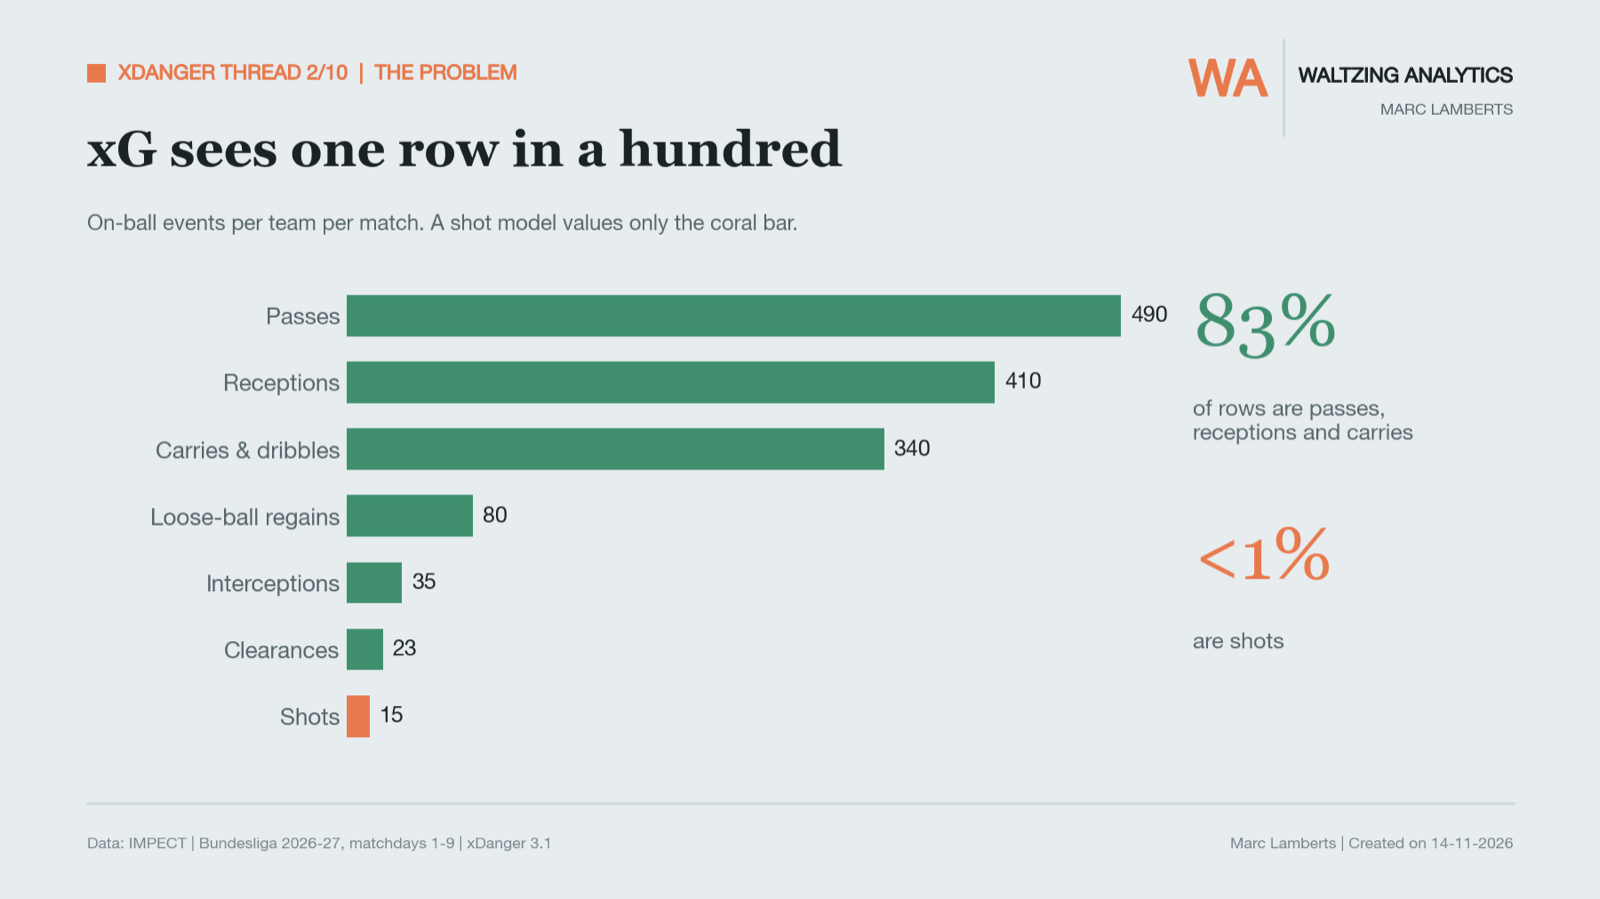 XDANGER THREAD 2/10 | THE PROBLEM
WA
WALTZING ANALYTICS
MARC LAMBERTS
xG sees one row in a hundred
On-ball events per team per match. A shot model values only the coral bar.
Passes 490
Receptions 410
Carries & dribbles 340
Loose-ball regains 80
Interceptions 35
Clearances 23
Shots 15
83%
of rows are passes,
receptions and carries
<1%
are shots
Data: IMPECT | Bundesliga 2026-27, matchdays 1-9 | xDanger 3.1
Marc Lamberts | Created on 14-11-2026